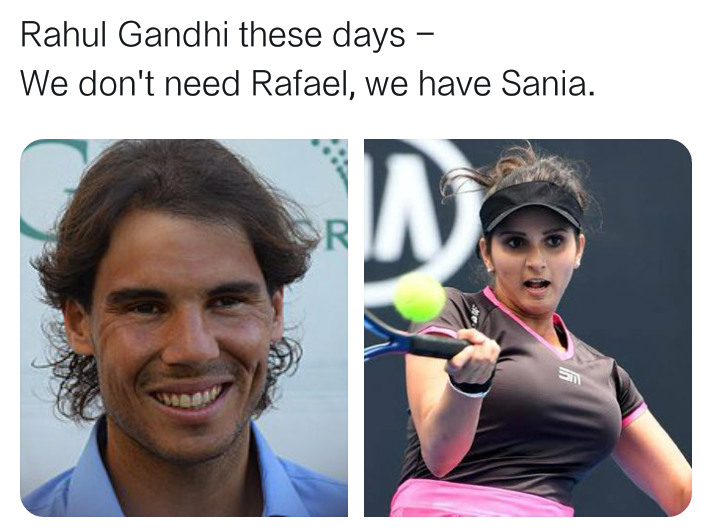 Rahul Gandhi these days –
We don't need Rafael, we have Sania.